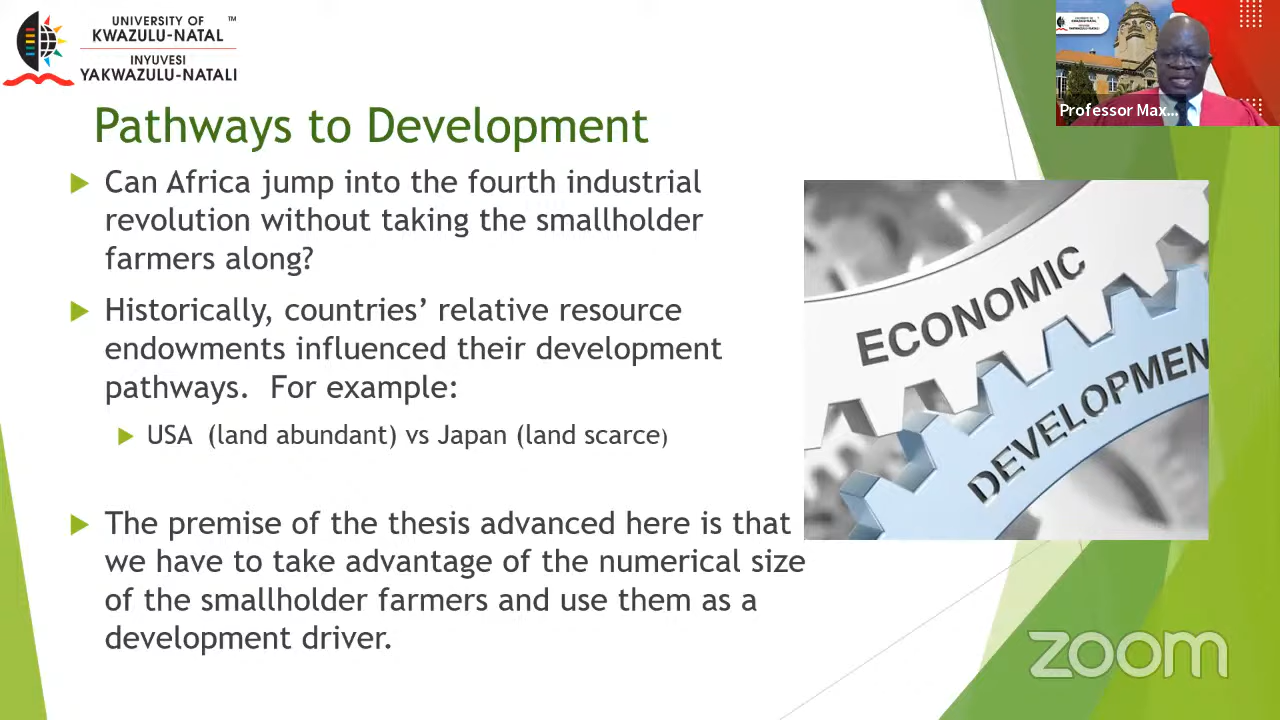 UNIVERSITY OF ™
KWAZULU-NATAL
INYUVESI
YAKWAZULU-NATALI
Professor Max...
Pathways to Development
Can Africa jump into the fourth industrial
revolution without taking the smallholder
farmers along?
Historically, countries’ relative resource
endowments influenced their development
pathways. For example:
USA (land abundant) vs Japan (land scarce)
The premise of the thesis advanced here is that
we have to take advantage of the numerical size
of the smallholder farmers and use them as a
development driver.
ECONOMIC
DEVELOPMEN
zoom